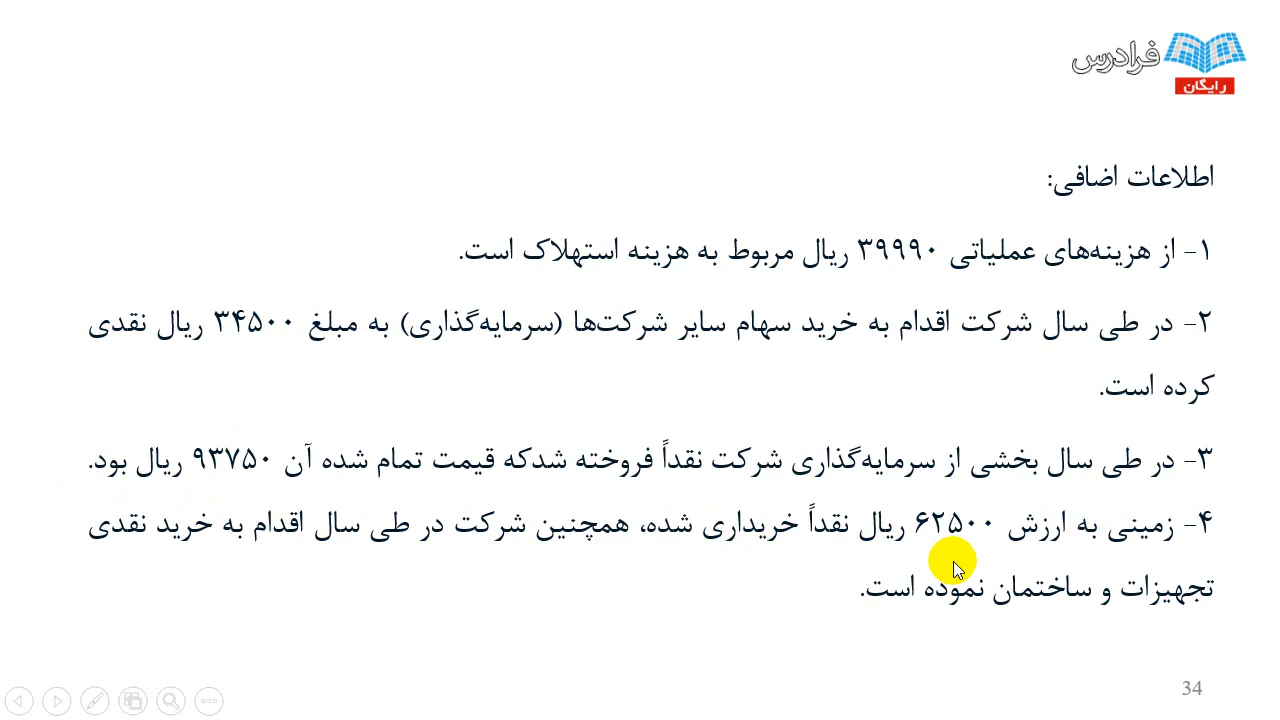 فرادرس
رایگان
اطلاعات اضافی:
۱- از هزینه‌های عملیاتی ۳۹۹۹۰ ریال مربوط به هزینه استهلاک است.
۲- در طی سال شرکت اقدام به خرید سهام سایر شرکت‌ها (سرمایه‌گذاری) به مبلغ ۳۴۵۰۰ ریال نقدی
کرده است.
۳- در طی سال بخشی از سرمایه‌گذاری شرکت نقداً فروخته شدکه قیمت تمام شده آن ۹۳۷۵۰ ریال بود.
۴- زمینی به ارزش ۶۲۵۰۰ ریال نقداً خریداری شده، همچنین شرکت در طی سال اقدام به خرید نقدی
تجهیزات و ساختمان نموده است.
34